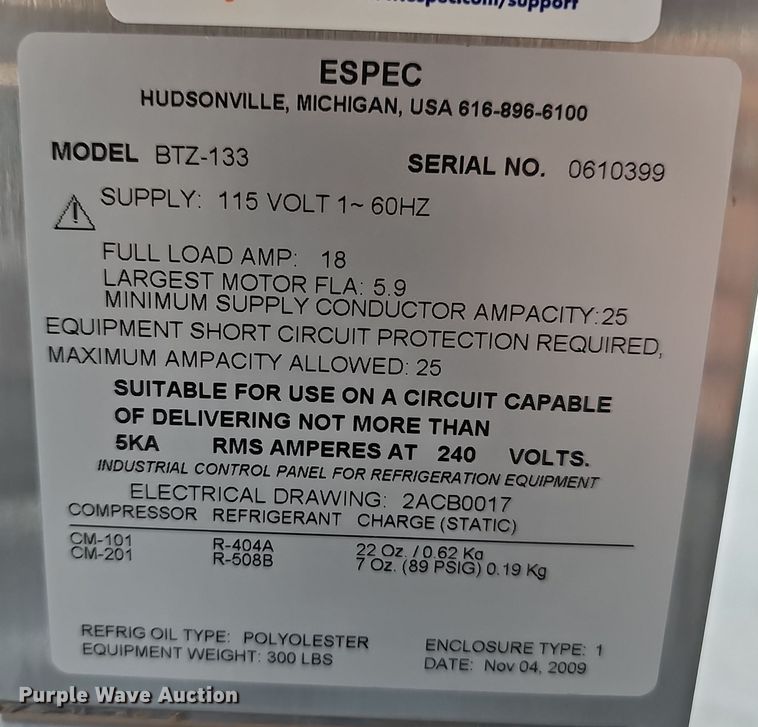 /support
ESPEC
HUDSONVILLE, MICHIGAN, USA 616-896-6100
MODEL BTZ-133 SERIAL NO. 0610399
SUPPLY: 115 VOLT 1~ 60HZ
FULL LOAD AMP: 18
LARGEST MOTOR FLA: 5.9
MINIMUM SUPPLY CONDUCTOR AMPACITY:25
EQUIPMENT SHORT CIRCUIT PROTECTION REQUIRED,
MAXIMUM AMPACITY ALLOWED: 25
SUITABLE FOR USE ON A CIRCUIT CAPABLE
OF DELIVERING NOT MORE THAN
5KA RMS AMPERES AT 240 VOLTS.
INDUSTRIAL CONTROL PANEL FOR REFRIGERATION EQUIPMENT
ELECTRICAL DRAWING: 2ACB0017
COMPRESSOR REFRIGERANT CHARGE (STATIC)
CM-101 R-404A 22 Oz. / 0.62 Kg
CM-201 R-508B 7 Oz. (89 PSIG) 0.19 Kg
REFRIG OIL TYPE: POLYOLESTER ENCLOSURE TYPE: 1
EQUIPMENT WEIGHT: 300 LBS DATE: Nov 04, 2009
Purple Wave Auction